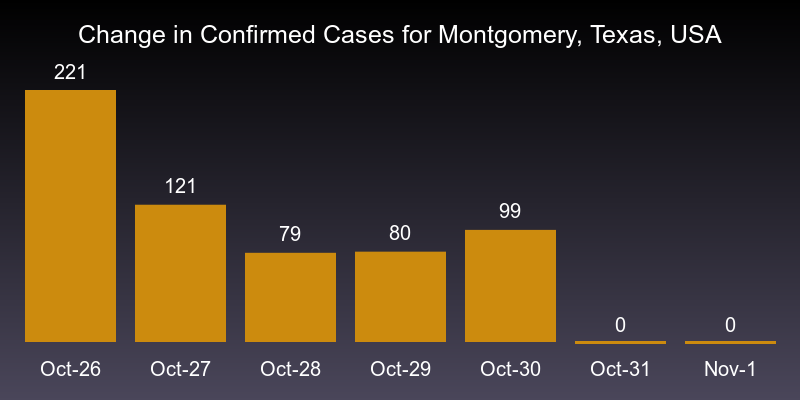 Change in Confirmed Cases for Montgomery, Texas, USA
221
121
79
80
99
0
0
Oct-26
Oct-27
Oct-28
Oct-29
Oct-30
Oct-31
Nov-1